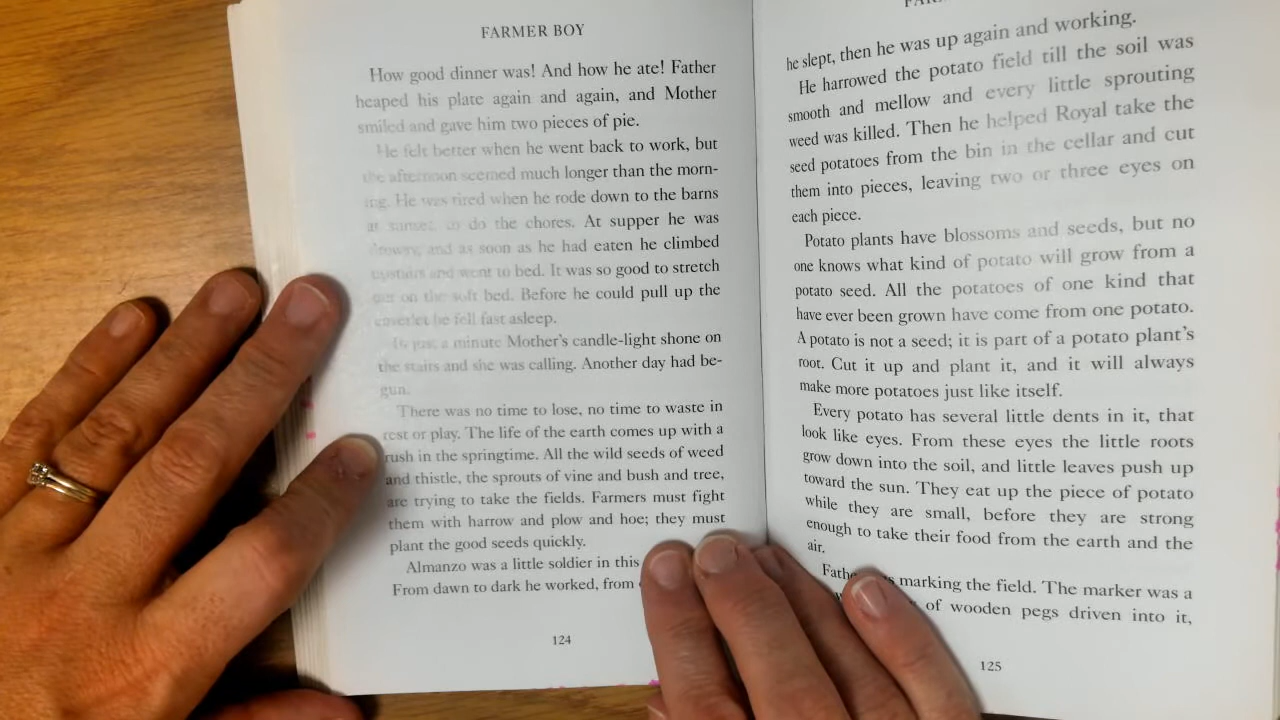 FARMER BOY
How good dinner was! And how he ate! Father
heaped his plate again and again, and Mother
smiled and gave him two pieces of pie.
He felt better when he went back to work, but
the afternoon seemed much longer than the morn-
ing. He was tired when he rode down to the barns
at sunset, to do the chores. At supper he was
drowsy, and as soon as he had eaten he climbed
upstairs and went to bed. It was so good to stretch
out on the soft bed. Before he could pull up the
coverlet he fell fast asleep.
In just a minute Mother's candle-light shone on
the stairs and she was calling. Another day had be-
gun.
There was no time to lose, no time to waste in
rest or play. The life of the earth comes up with a
rush in the springtime. All the wild seeds of weed
and thistle, the sprouts of vine and bush and tree,
are trying to take the fields. Farmers must fight
them with harrow and plow and hoe; they must
plant the good seeds quickly.
Almanzo was a little soldier in this
From dawn to dark he worked, from
124
he slept, then he was up again and working.
He harrowed the potato field till the soil was
smooth and mellow and every little sprouting
weed was killed. Then he helped Royal take the
seed potatoes from the bin in the cellar and cut
them into pieces, leaving two or three eyes on
each piece.
Potato plants have blossoms and seeds, but no
one knows what kind of potato will grow from a
potato seed. All the potatoes of one kind that
have ever been grown have come from one potato.
A potato is not a seed; it is part of a potato plant's
root. Cut it up and plant it, and it will always
make more potatoes just like itself.
Every potato has several little dents in it, that
look like eyes. From these eyes the little roots
grow down into the soil, and little leaves push up
toward the sun. They eat up the piece of potato
while they are small, before they are strong
enough to take their food from the earth and the
air.
marking the field. The marker was a
of wooden pegs driven into it,
125